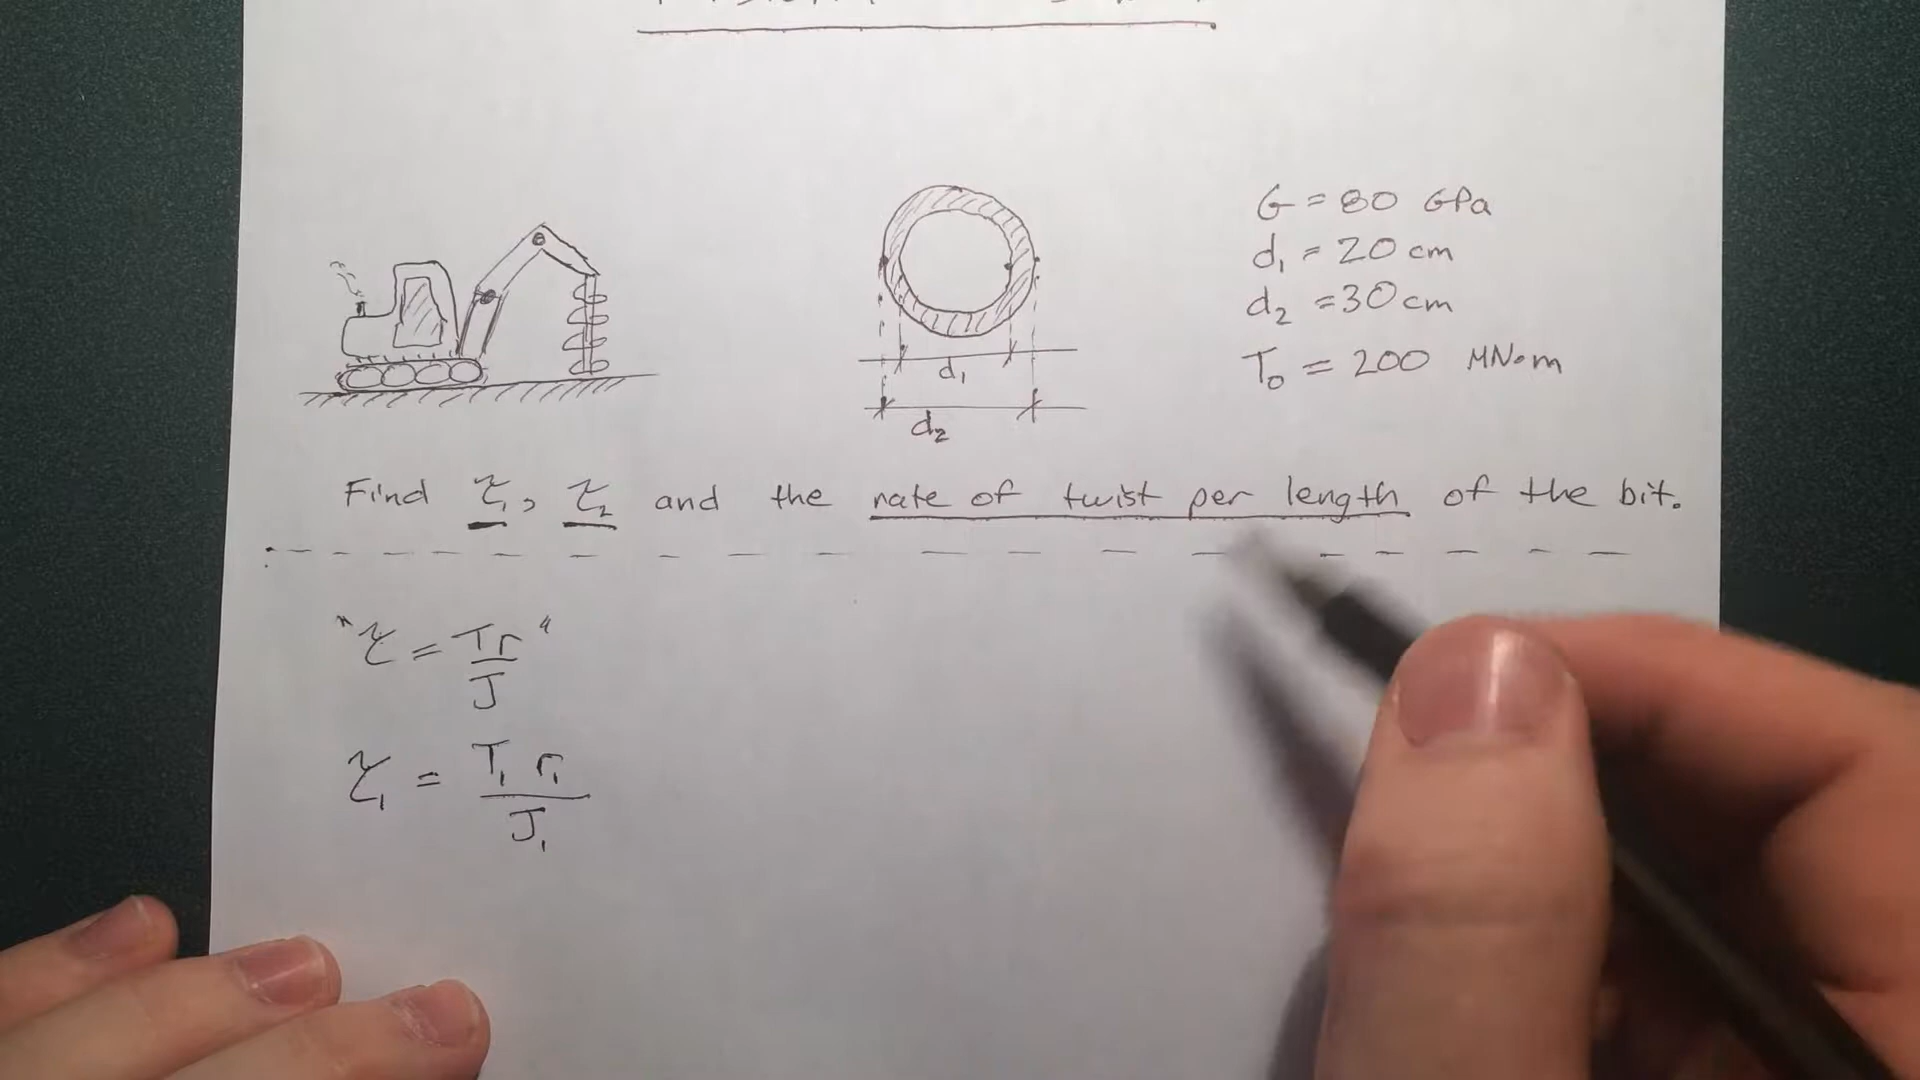 G = 80 GPa
d₁ = 20 cm
d₂ = 30 cm
T₀ = 200 MN·m
d₁
d₂
Find τ₁, τ₂ and the rate of twist per length of the bit.
"τ = Tr/J"
τ₁ = T₁ r₁/J₁